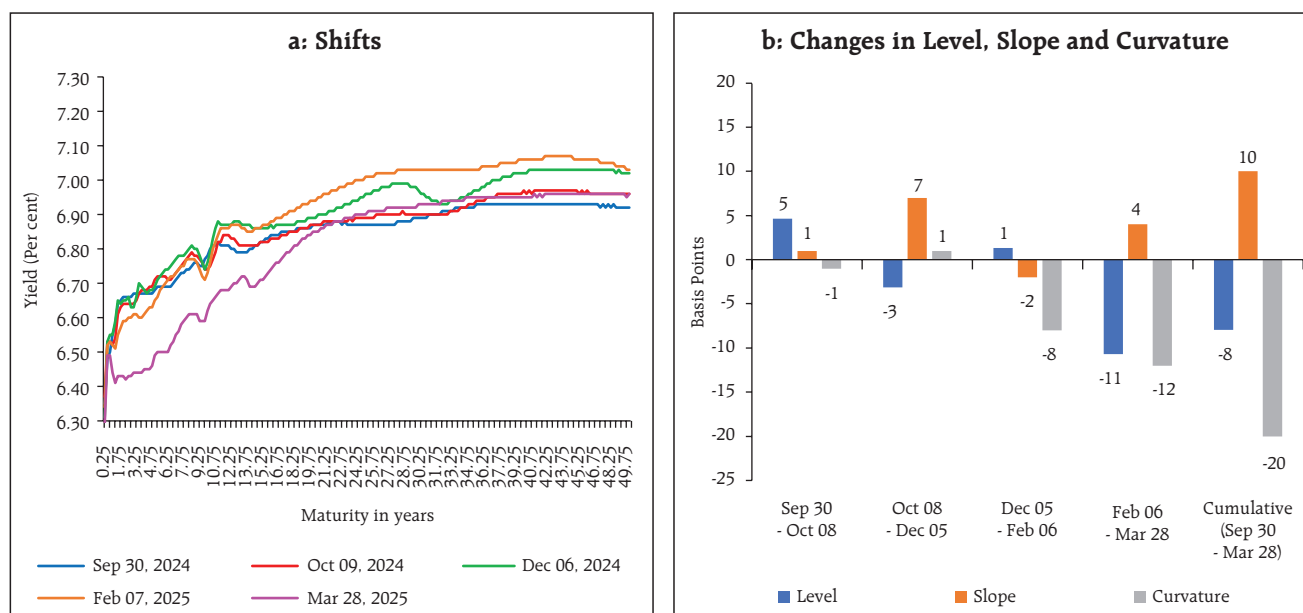 a: Shifts
Yield (Per cent)
7.30
7.20
7.10
7.00
6.90
6.80
6.70
6.60
6.50
6.40
6.30
0.25
1.75
3.25
4.75
6.25
7.75
9.25
10.75
12.25
13.75
15.25
16.75
18.25
19.75
21.25
22.75
24.25
25.75
27.25
28.75
30.25
31.75
33.25
34.75
36.25
37.75
39.25
40.75
42.25
43.75
45.25
46.75
48.25
49.75
Maturity in years
Sep 30, 2024
Oct 09, 2024
Dec 06, 2024
Feb 07, 2025
Mar 28, 2025
b: Changes in Level, Slope and Curvature
Basis Points
20
15
10
5
0
-5
-10
-15
-20
-25
5
1
-1
-3
7
1
1
-2
-8
-11
4
-12
-8
10
-20
Sep 30
- Oct 08
Oct 08
- Dec 05
Dec 05
- Feb 06
Feb 06
- Mar 28
Cumulative
(Sep 30
- Mar 28)
Level
Slope
Curvature